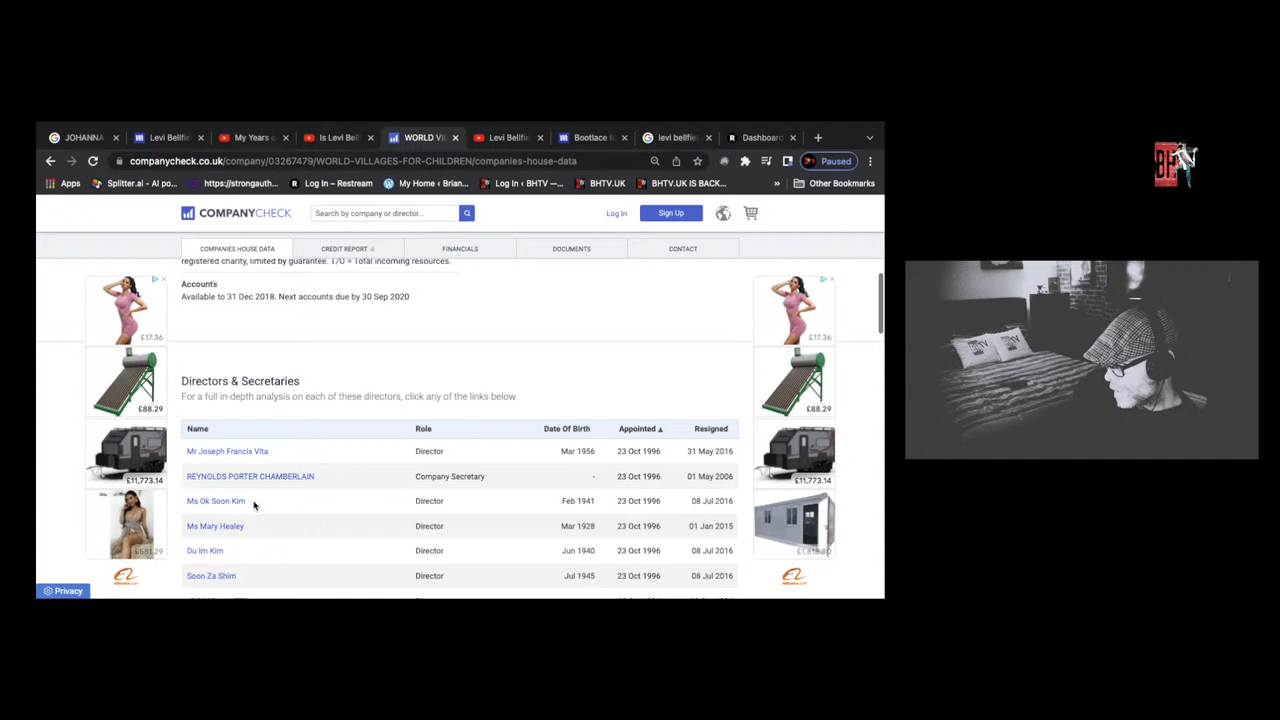 BH
JOHANNA
Levi Bellfie
My Years o
Is Levi Bel
WORLD VIL
Levi Bellfie
Bootlace f
levi bellfie
Dashboard
companycheck.co.uk/company/03267479/WORLD-VILLAGES-FOR-CHILDREN/companies-house-data
Paused
Apps
Splitter.ai - AI po...
https://strongauth...
Log In – Restream
My Home ‹ Brian...
Log In ‹ BHTV —...
BHTV.UK
BHTV.UK IS BACK...
»
Other Bookmarks
COMPANYCHECK
Search by company or director...
Log In
Sign Up
COMPANIES HOUSE DATA
CREDIT REPORT
FINANCIALS
DOCUMENTS
CONTACT
registered charity, limited by guarantee. T/O = Total incoming resources.
Accounts
Available to 31 Dec 2018. Next accounts due by 30 Sep 2020
£17.36
£17.36
Directors & Secretaries
For a full in-depth analysis on each of these directors, click any of the links below
£88.29
£88.29
Name Role Date Of Birth Appointed ▲ Resigned
Mr Joseph Francis Vita Director Mar 1956 23 Oct 1996 31 May 2016
REYNOLDS PORTER CHAMBERLAIN Company Secretary - 23 Oct 1996 01 May 2006
£11,773.14
£11,773.14
Ms Ok Soon Kim Director Feb 1941 23 Oct 1996 08 Jul 2016
Ms Mary Healey Director Mar 1928 23 Oct 1996 01 Jan 2015
Du Im Kim Director Jun 1940 23 Oct 1996 08 Jul 2016
£1,618.80
Soon Za Shim Director Jul 1945 23 Oct 1996 08 Jul 2016
Privacy